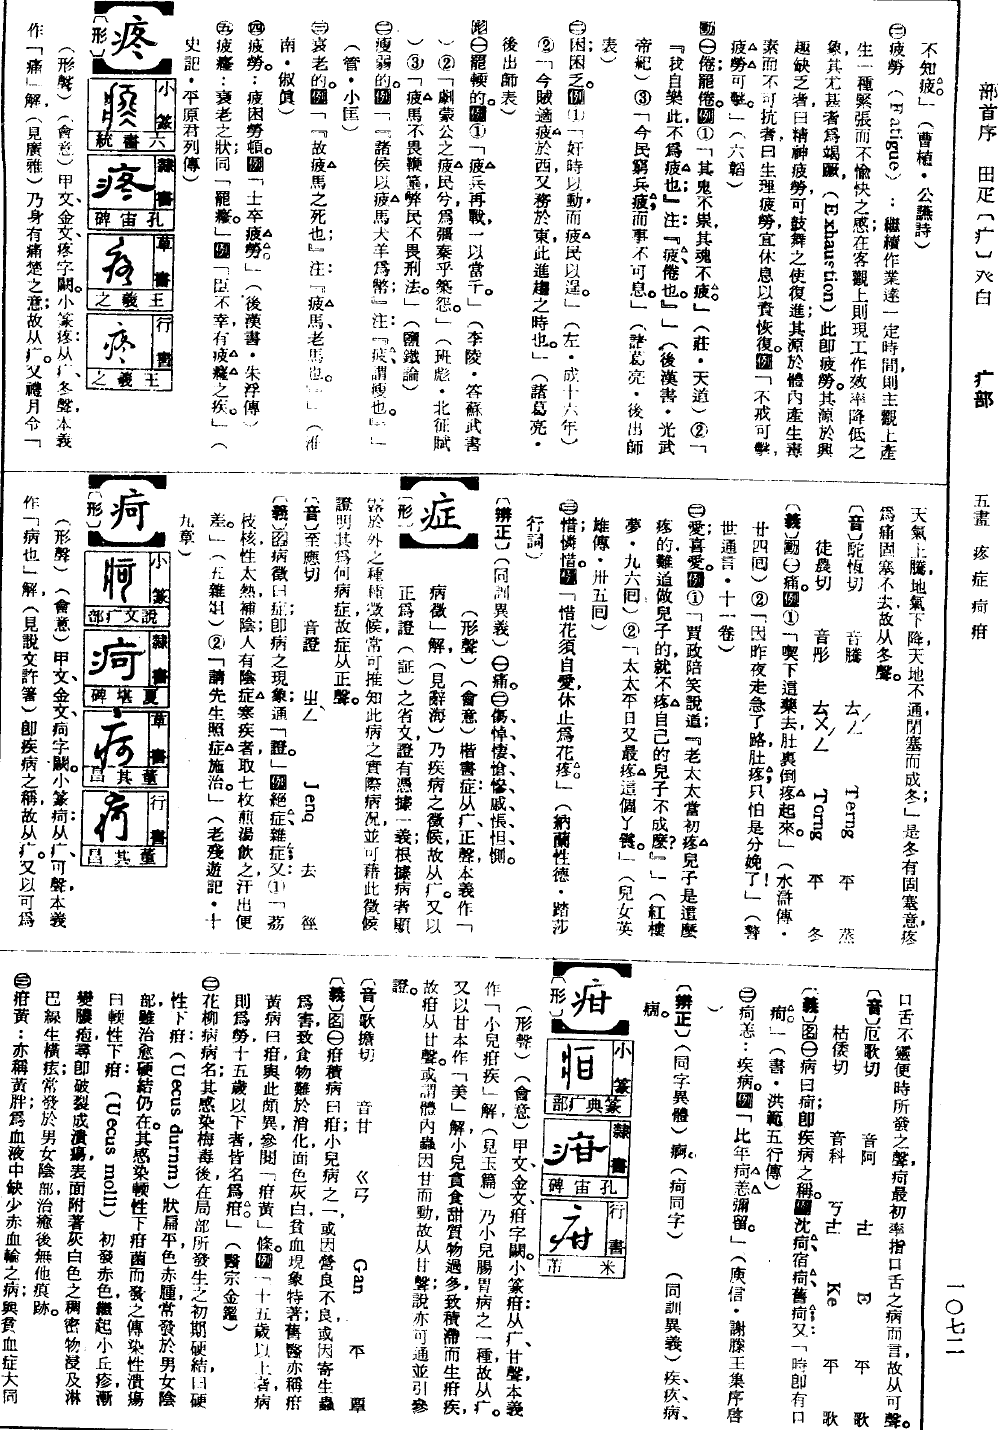 部首序 田疋〔疒〕癶白 疒部 五畫 疼症疴疳 一〇七二
不知疲。」（曹植·公讌詩）
㊁疲勞（Fatigue）：繼續作業達一定時間，則主觀上產
生一種緊張而不愉快之感，在客觀上則現工作效率降低之
象，其尤甚者爲竭蹶（Exhaustion）此卽疲勞。其源於興
趣缺乏者，曰精神疲勞，可鼓舞之使復進；其源於體內產生毒
素而不可抗者，曰生理疲勞，宜休息以資恢復。例「不戒可擊，
疲勞可擊。」（六韜）
動㊀倦；罷倦。例①「其鬼不祟，其魂不疲。」（莊·天道）②「
『我自樂此，不爲疲也』注：『疲，倦也。』」（後漢書·光武
帝紀）③「今民窮兵疲，而事不可息。」（諸葛亮·後出師
表）
㊁困；困乏。例①「奸時以動，而疲民以逞。」（左·成十六年）
②「今賊適疲於西，又務於東，此進趨之時也。」（諸葛亮·
後出師表）
形㊀罷頓的。例①「疲兵再戰，一以當千。」（李陵·答蘇武書
）②「劇蒙公之疲民兮，爲彊秦乎築怨。」（班彪·北征賦
）③「疲馬不畏鞭箠，弊民不畏刑法。」（鹽鐵論）
㊁瘦弱的。例「『諸侯以疲馬犬羊爲幣』注：『疲，謂瘦也。』」
（管·小匡）
㊂衰老的。例「『故疲馬之死也』注：『疲馬，老馬也。』」（淮
南·俶眞）
㊃疲勞：疲困勞頓。例「士卒疲勞。」（後漢書·朱浮傳）
㊄疲癃：衰老之狀。同「罷癃」。例「臣不幸有疲癃之疾。」（
史記·平原君列傳）
疼
〔形〕
小篆 六書統
隸書 孔宙碑
草書 王羲之
行書 王羲之
（形聲）（會意）甲文、金文疼字闕。小篆疼：从疒、冬聲，本義
作「痛」解，（見廣雅）乃身有痛楚之意，故从疒。又禮月令「
天氣上騰，地氣下降，天地不通，閉塞而成冬」；是冬有固塞意，疼
爲痛固塞不去，故从冬聲。
〔音〕駝恆切 音騰 ㄊㄥˊ Terng 平 蒸
徒農切 音彤 ㄊㄨㄥˊ Torng 平 冬
〔義〕動㊀痛。例①「喫下這藥去，肚裏倒疼起來。」（水滸傳·
廿四囘）②「因昨夜走急了路，肚疼，只怕是分娩了！」（警
世通言·十一卷）
㊁愛；喜愛。例①「賈政陪笑說道：『老太太當初疼兒子是這麽
疼的，難道做兒子的就不疼自己的兒子不成麽？』」（紅樓
夢·九六囘）②「太太平日又最疼這個丫鬟。」（兒女英
雄傳·卅五囘）
㊂惜；憐惜。例「惜花須自愛，休止爲花疼。」（納蘭性德·踏莎
行詞）
〔辨正〕（同訓異義）㊀痛。㊁傷、悼、悽、愴、慘、戚、悵、怛、惻。
症
〔形〕
（形聲）（會意）楷書症：从疒、正聲，本義作「
病徵」解，（見辭海）乃疾病之徵候，故从疒。又以
正爲證（証）之省文，證有憑據一義，根據病者顯
露於外之種種徵候，常可推知此病之實際病況，並可藉此徵候
證明其爲何病症，故症从正聲。
〔音〕至應切 音證 ㄓㄥ Jenq 去 徑
〔義〕名病徵曰症，卽病之現象；通「證」。例絕症、雜症；又：①「荔
枝核性太熱，補陰；人有陰症寒疾者，取七枚煎湯飲之，汗出便
差。」（五雜俎）②「請先生照症施治。」（老殘遊記·十
九章）
疴
〔形〕
小篆 說文疒部
隸書 夏堪碑
草書 董其昌
行書 董其昌
（形聲）（會意）甲文、金文疴字闕。小篆疴：从疒、可聲，本義
作「病也」解，（見說文許箸）卽疾病之稱，故从疒。又以可爲
口舌不靈便時所發之聲，疴最初率指口舌之病而言，故从可聲。
〔音〕厄歌切 音阿 ㄜ E 平 歌
枯倭切 音科 ㄎㄜ Ke 平 歌
〔義〕名㊀病曰疴，卽疾病之稱。例沈疴、宿疴、舊疴；又：「時卽有口
疴。」（書·洪範五行傳）
㊁疴恙：疾病。例「比年疴恙彌留。」（庾信·謝滕王集序啓
）
〔辨正〕（同字異體）痾。（疴同字）（同訓異義）疾、疚、病、
痼。
疳
〔形〕
小篆 篆典疒部
隸書 孔宙碑
行書 米芾
（形聲）（會意）甲文、金文疳字闕。小篆疳：从疒、甘聲，本義
作「小兒疳疾」解，（見玉篇）乃小兒腸胃病之一種，故从疒。
又以甘本作「美」解，小兒貪食甜質物過多，致積滯而生疳疾，
故疳从甘聲。或謂體內蟲因甘而動，故从甘聲；說亦可通，並引參
證。
〔音〕歌擔切 音甘 ㄍㄢ Gan 平 覃
〔義〕名㊀疳積病曰疳；小兒病之一，或因營良不良，或因寄生蟲
爲害，致食物難於消化，面色灰白，貧血現象特著；舊醫亦稱疳
黃病曰疳，與此頗異，參閱「疳黃」條。例「十五歲以上者病
則爲勞，十五歲以下者皆名爲疳。」（醫宗金鑑）
㊁花柳病病名；其感染梅毒後在局部所發生之初期硬結曰硬
性下疳（Uecus durum）狀扁平，色赤腫，常發於男女陰
部，雖治愈硬結仍在；其感染軟性下疳菌而發之傳染性潰瘍
曰軟性下疳（Uecus molli）初發赤色，繼起小丘疹，漸
變膿疱，尋卽破裂成潰瘍，表面附著灰白色之稠密物，浸及淋
巴線生橫痃；常發於男女陰部，治癒後無他痕跡。
㊂疳黃：亦稱黃胖，爲血液中缺少赤血輪之病，與貧血症大同